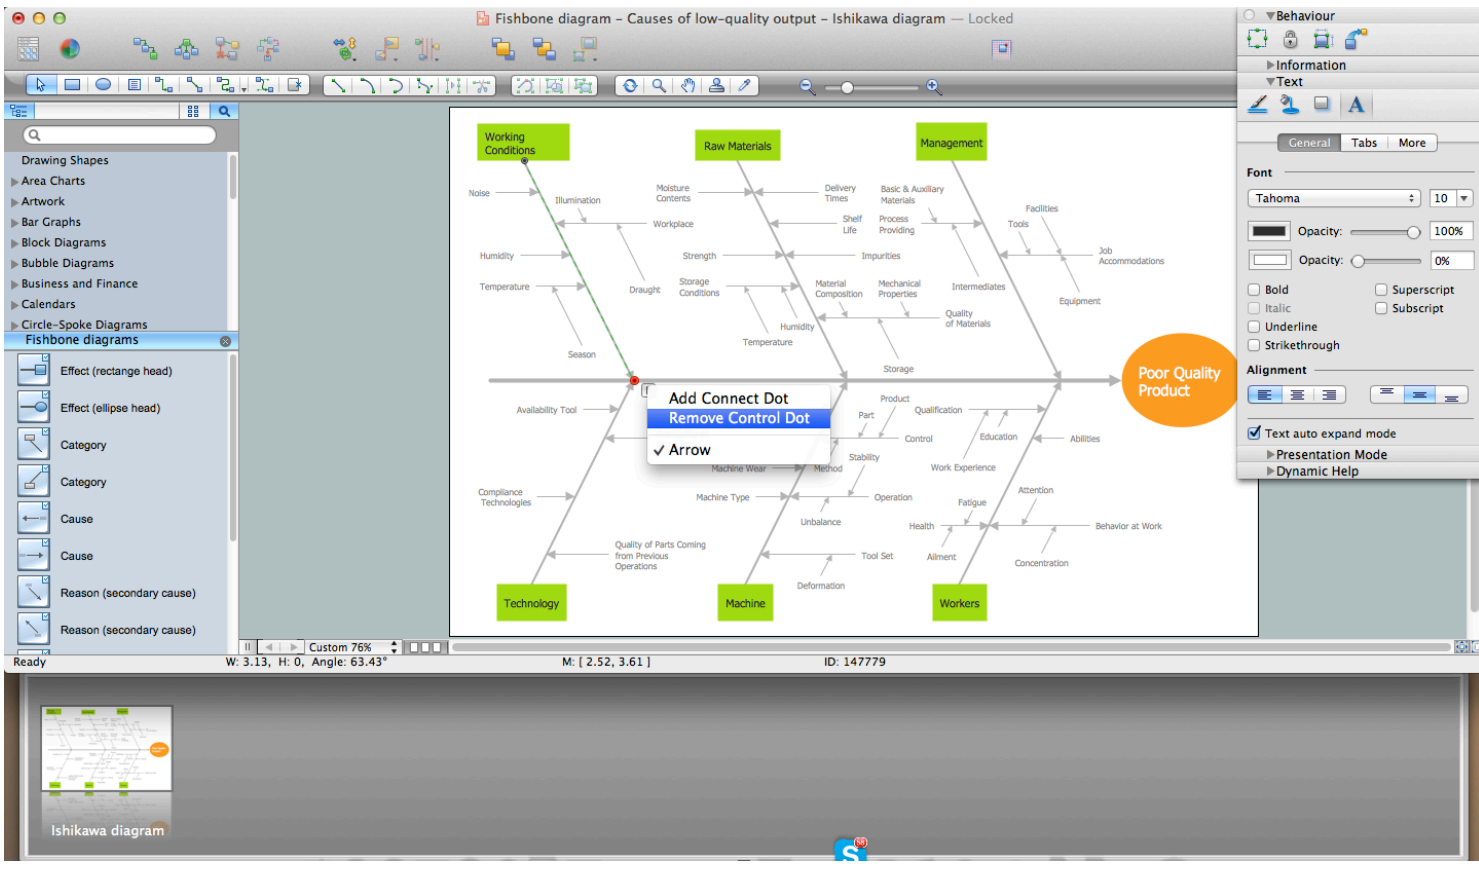 Fishbone diagram – Causes of low-quality output – Ishikawa diagram — Locked
Drawing Shapes
Area Charts
Artwork
Bar Graphs
Block Diagrams
Bubble Diagrams
Business and Finance
Calendars
Circle-Spoke Diagrams
Fishbone diagrams
Effect (rectange head)
Effect (ellipse head)
Category
Category
Cause
Cause
Reason (secondary cause)
Reason (secondary cause)
Working
Conditions
Raw Materials
Management
Noise
Illumination
Workplace
Humidity
Temperature
Draught
Season
Moisture
Contents
Delivery
Times
Shelf
Life
Strength
Impurities
Storage
Conditions
Material
Composition
Mechanical
Properties
Humidity
Temperature
Quality
of Materials
Storage
Basic & Auxiliary
Materials
Process
Providing
Facilities
Tools
Job
Accommodations
Intermediates
Equipment
Poor Quality
Product
Add Connect Dot
Remove Control Dot
✓ Arrow
Availability Tool
Compliance
Technologies
Quality of Parts Coming
from Previous
Operations
Product
Part
Control
Stability
Machine Wear
Method
Machine Type
Operation
Unbalance
Tool Set
Deformation
Qualification
Education
Abilities
Work Experience
Attention
Fatigue
Health
Behavior at Work
Ailment
Concentration
Technology
Machine
Workers
Custom 76%
Ready
W: 3.13, H: 0, Angle: 63.43°
M: [ 2.52, 3.61 ]
ID: 147779
Behaviour
Information
Text
A
General Tabs More
Font
Tahoma 10
Opacity: 100%
Opacity: 0%
Bold Superscript
Italic Subscript
Underline
Strikethrough
Alignment
Text auto expand mode
Presentation Mode
Dynamic Help
Ishikawa diagram
S